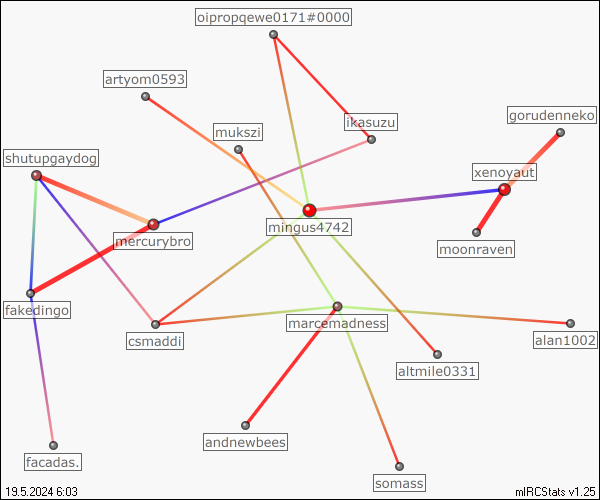 oipropqewe0171#0000
artyom0593
gorudenneko
ikasuzu
mukszi
shutupgaydog
xenoyaut
mingus4742
mercurybro
moonraven
fakedingo
marcemadness
csmaddi
alan1002
altmile0331
andnewbees
facadas.
somass
19.5.2024 6:03
mIRCStats v1.25